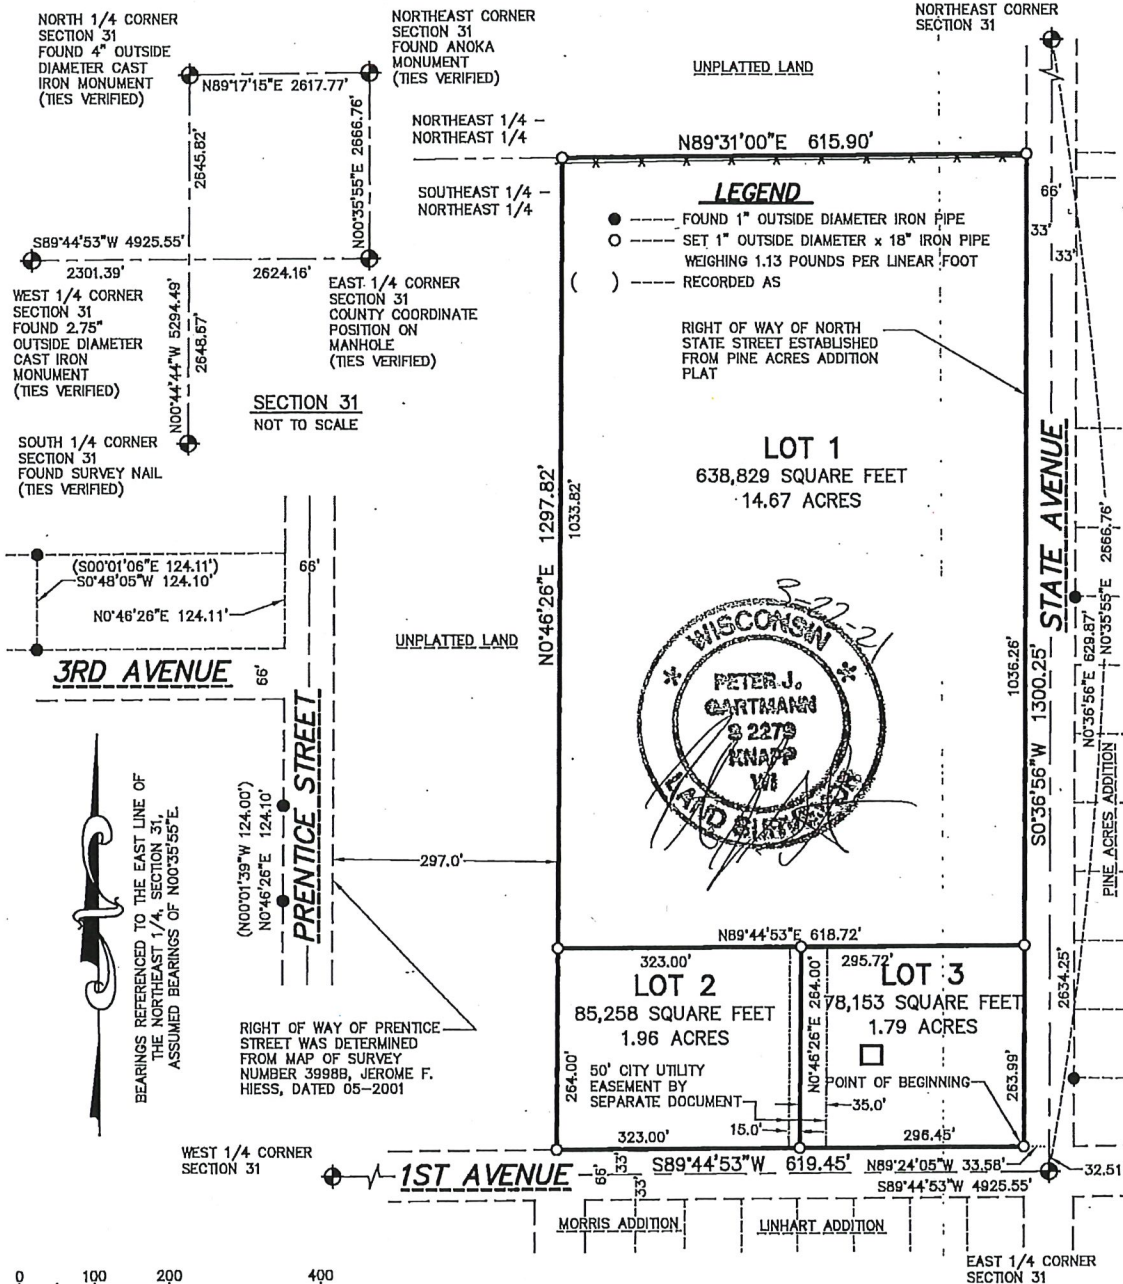 NORTH 1/4 CORNER
SECTION 31
FOUND 4" OUTSIDE
DIAMETER CAST
IRON MONUMENT
(TIES VERIFIED)
NORTHEAST CORNER
SECTION 31
FOUND ANOKA
MONUMENT
(TIES VERIFIED)
N89°17'15"E 2617.77'
2645.82'
N00°35'55"E 2666.76'
S89°44'53"W 4925.55'
2301.39'
2624.16'
WEST 1/4 CORNER
SECTION 31
FOUND 2.75"
OUTSIDE DIAMETER
CAST IRON
MONUMENT
(TIES VERIFIED)
N00°44'44"W 5294.49'
2648.67'
EAST 1/4 CORNER
SECTION 31
COUNTY COORDINATE
POSITION ON
MANHOLE
(TIES VERIFIED)
SECTION 31
NOT TO SCALE
SOUTH 1/4 CORNER
SECTION 31
FOUND SURVEY NAIL
(TIES VERIFIED)
NORTHEAST CORNER
SECTION 31
UNPLATTED LAND
NORTHEAST 1/4 -
NORTHEAST 1/4
SOUTHEAST 1/4 -
NORTHEAST 1/4
N89°31'00"E 615.90'
66'
33'
33'
LEGEND
FOUND 1" OUTSIDE DIAMETER IRON PIPE
SET 1" OUTSIDE DIAMETER x 18" IRON PIPE
WEIGHING 1.13 POUNDS PER LINEAR FOOT
( ) RECORDED AS
RIGHT OF WAY OF NORTH
STATE STREET ESTABLISHED
FROM PINE ACRES ADDITION
PLAT
LOT 1
638,829 SQUARE FEET
14.67 ACRES
N0°46'26"E 1297.82'
1033.82'
STATE AVENUE
S0°36'56"W 1300.25'
1036.26'
N0°36'56"E 629.87'
N0°35'55"E 2666.76'
PINE ACRES ADDITION
2634.25'
(S00°01'06"E 124.11')
S0°48'05"W 124.10'
N0°46'26"E 124.11'
66'
UNPLATTED LAND
3RD AVENUE
66'
PRENTICE STREET
(N00°01'39"W 124.00')
N0°46'26"E 124.10'
297.0'
3-22-21
WISCONSIN
PETER J.
GARTMANN
S 2279
KNAPP
WI
LAND SURVEYOR
BEARINGS REFERENCED TO THE EAST LINE OF
THE NORTHEAST 1/4, SECTION 31,
ASSUMED BEARINGS OF N00°35'55"E.
RIGHT OF WAY OF PRENTICE
STREET WAS DETERMINED
FROM MAP OF SURVEY
NUMBER 3998B, JEROME F.
HIESS, DATED 05-2001
N89°44'53"E 618.72'
323.00'
295.72'
LOT 2
85,258 SQUARE FEET
1.96 ACRES
264.00'
50' CITY UTILITY
EASEMENT BY
SEPARATE DOCUMENT
N0°46'26"E 264.00'
LOT 3
78,153 SQUARE FEET
1.79 ACRES
POINT OF BEGINNING
263.99'
35.0'
15.0'
323.00'
296.45'
WEST 1/4 CORNER
SECTION 31
1ST AVENUE
66'
33'
33'
S89°44'53"W 619.45'
N89°24'05"W 33.58'
S89°44'53"W 4925.55'
32.51
MORRIS ADDITION
LINHART ADDITION
EAST 1/4 CORNER
SECTION 31
0 100 200 400